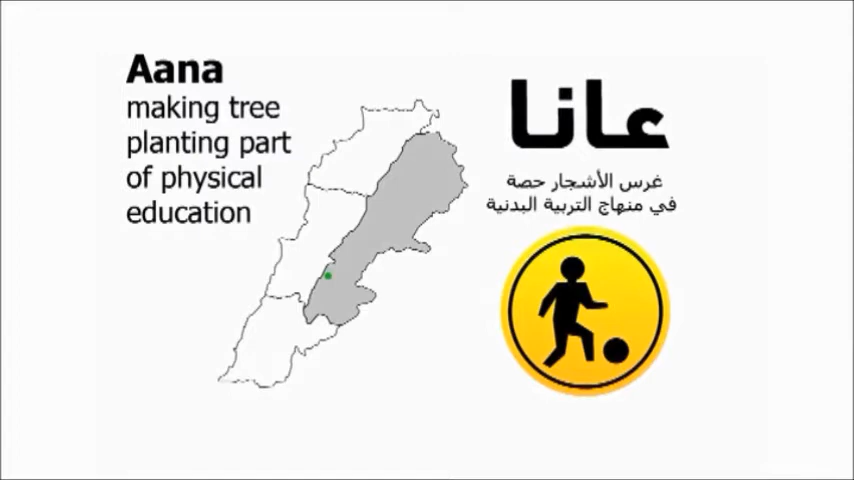 Aana
making tree
planting part
of physical
education
عانا
غرس الأشجار حصة
في منهاج التربية البدنية